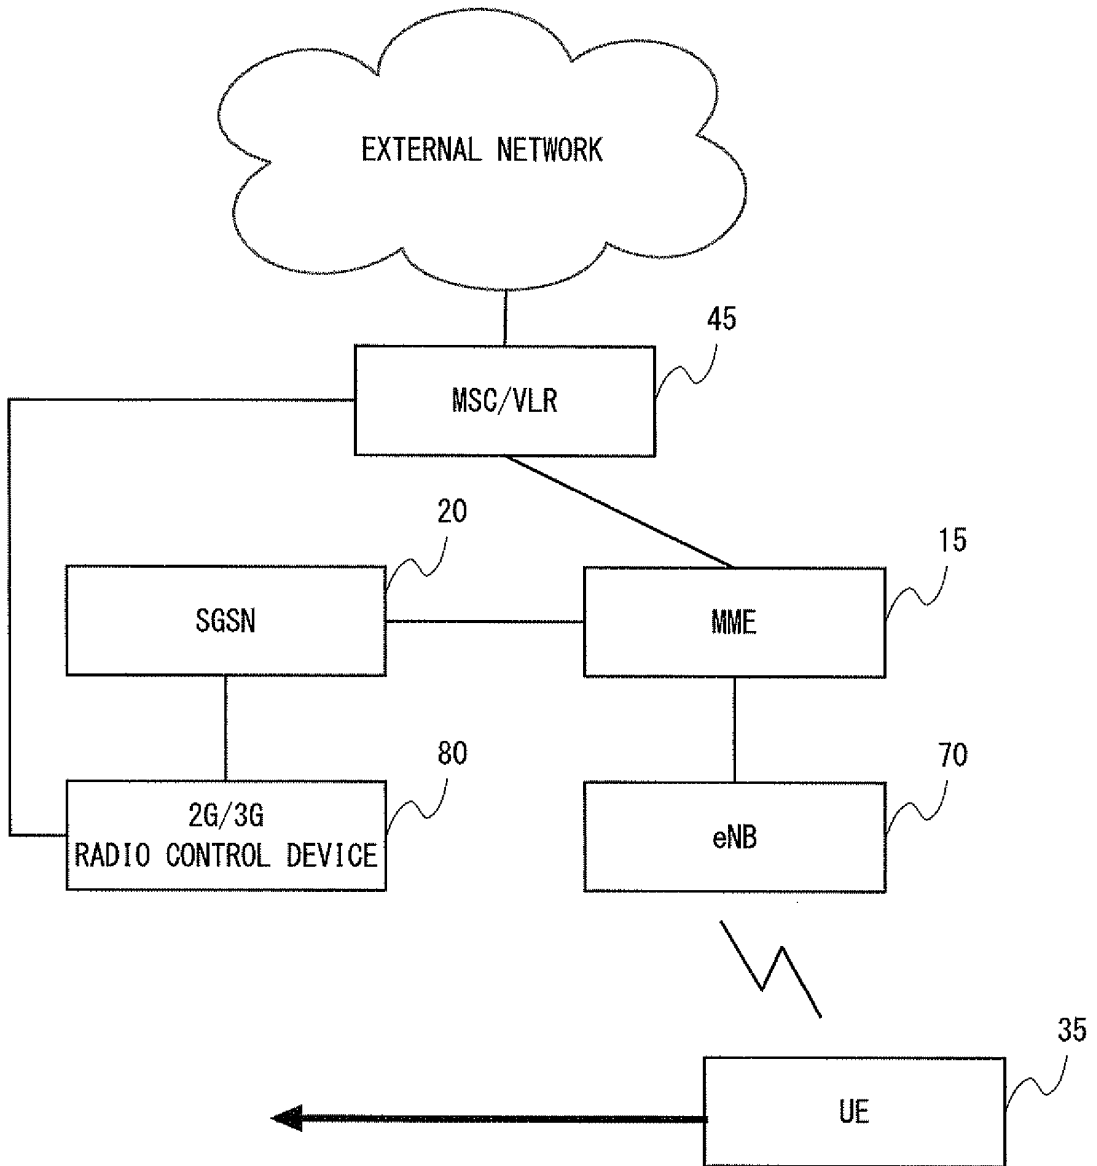 EXTERNAL NETWORK
45
MSC/VLR
20
15
SGSN
MME
80
70
2G/3G
RADIO CONTROL DEVICE
eNB
35
UE